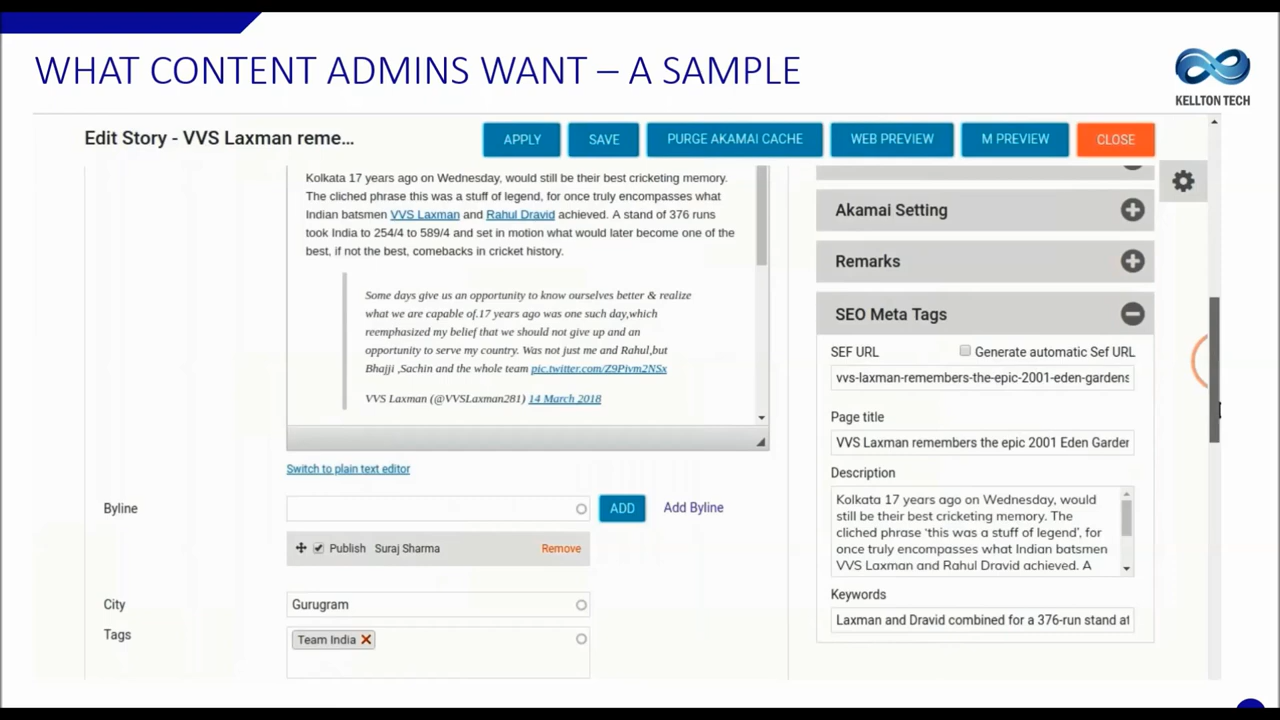 WHAT CONTENT ADMINS WANT – A SAMPLE
KELLTON TECH
Edit Story - VVS Laxman reme...
APPLY
SAVE
PURGE AKAMAI CACHE
WEB PREVIEW
M PREVIEW
CLOSE
Kolkata 17 years ago on Wednesday, would still be their best cricketing memory.
The cliched phrase this was a stuff of legend, for once truly encompasses what
Indian batsmen VVS Laxman and Rahul Dravid achieved. A stand of 376 runs
took India to 254/4 to 589/4 and set in motion what would later become one of the
best, if not the best, comebacks in cricket history.
Some days give us an opportunity to know ourselves better & realize
what we are capable of.17 years ago was one such day,which
reemphasized my belief that we should not give up and an
opportunity to serve my country. Was not just me and Rahul,but
Bhajji ,Sachin and the whole team pic.twitter.com/Z9Pivm2NSx
VVS Laxman (@VVSLaxman281) 14 March 2018
Switch to plain text editor
Byline
ADD
Add Byline
Publish Suraj Sharma
Remove
City
Gurugram
Tags
Team India
Akamai Setting
Remarks
SEO Meta Tags
SEF URL
Generate automatic Sef URL
vvs-laxman-remembers-the-epic-2001-eden-gardens
Page title
VVS Laxman remembers the epic 2001 Eden Garder
Description
Kolkata 17 years ago on Wednesday, would
still be their best cricketing memory. The
cliched phrase 'this was a stuff of legend', for
once truly encompasses what Indian batsmen
VVS Laxman and Rahul Dravid achieved. A
Keywords
Laxman and Dravid combined for a 376-run stand at